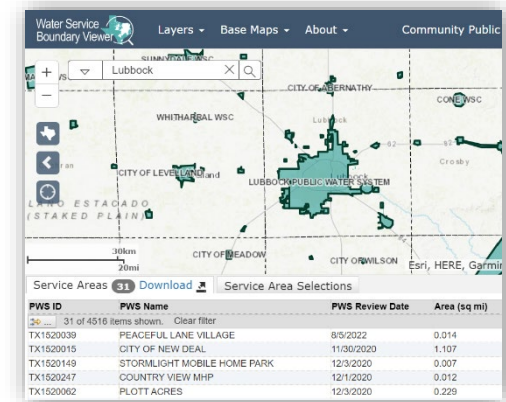 Water Service
Boundary Viewer
Layers
Base Maps
About
Community Public
Lubbock
CITY OF ABERNATHY
CONE WSC
WHITHARRAL WSC
Lubbock
62
Crosby
CITY OF LEVELLAND
LUBBOCK PUBLIC WATER SYSTEM
LLANO ESTACADO
(STAKED PLAIN)
30km
20mi
CITY OF MEADOW
CITY OF WILSON
Esri, HERE, Garmin
Service Areas 31 Download
Service Area Selections
PWS ID PWS Name PWS Review Date Area (sq mi)
... 31 of 4516 items shown. Clear filter
TX1520039 PEACEFUL LANE VILLAGE 8/5/2022 0.014
TX1520015 CITY OF NEW DEAL 11/30/2020 1.107
TX1520149 STORMLIGHT MOBILE HOME PARK 12/3/2020 0.007
TX1520247 COUNTRY VIEW MHP 12/1/2020 0.012
TX1520062 PLOTT ACRES 12/3/2020 0.229